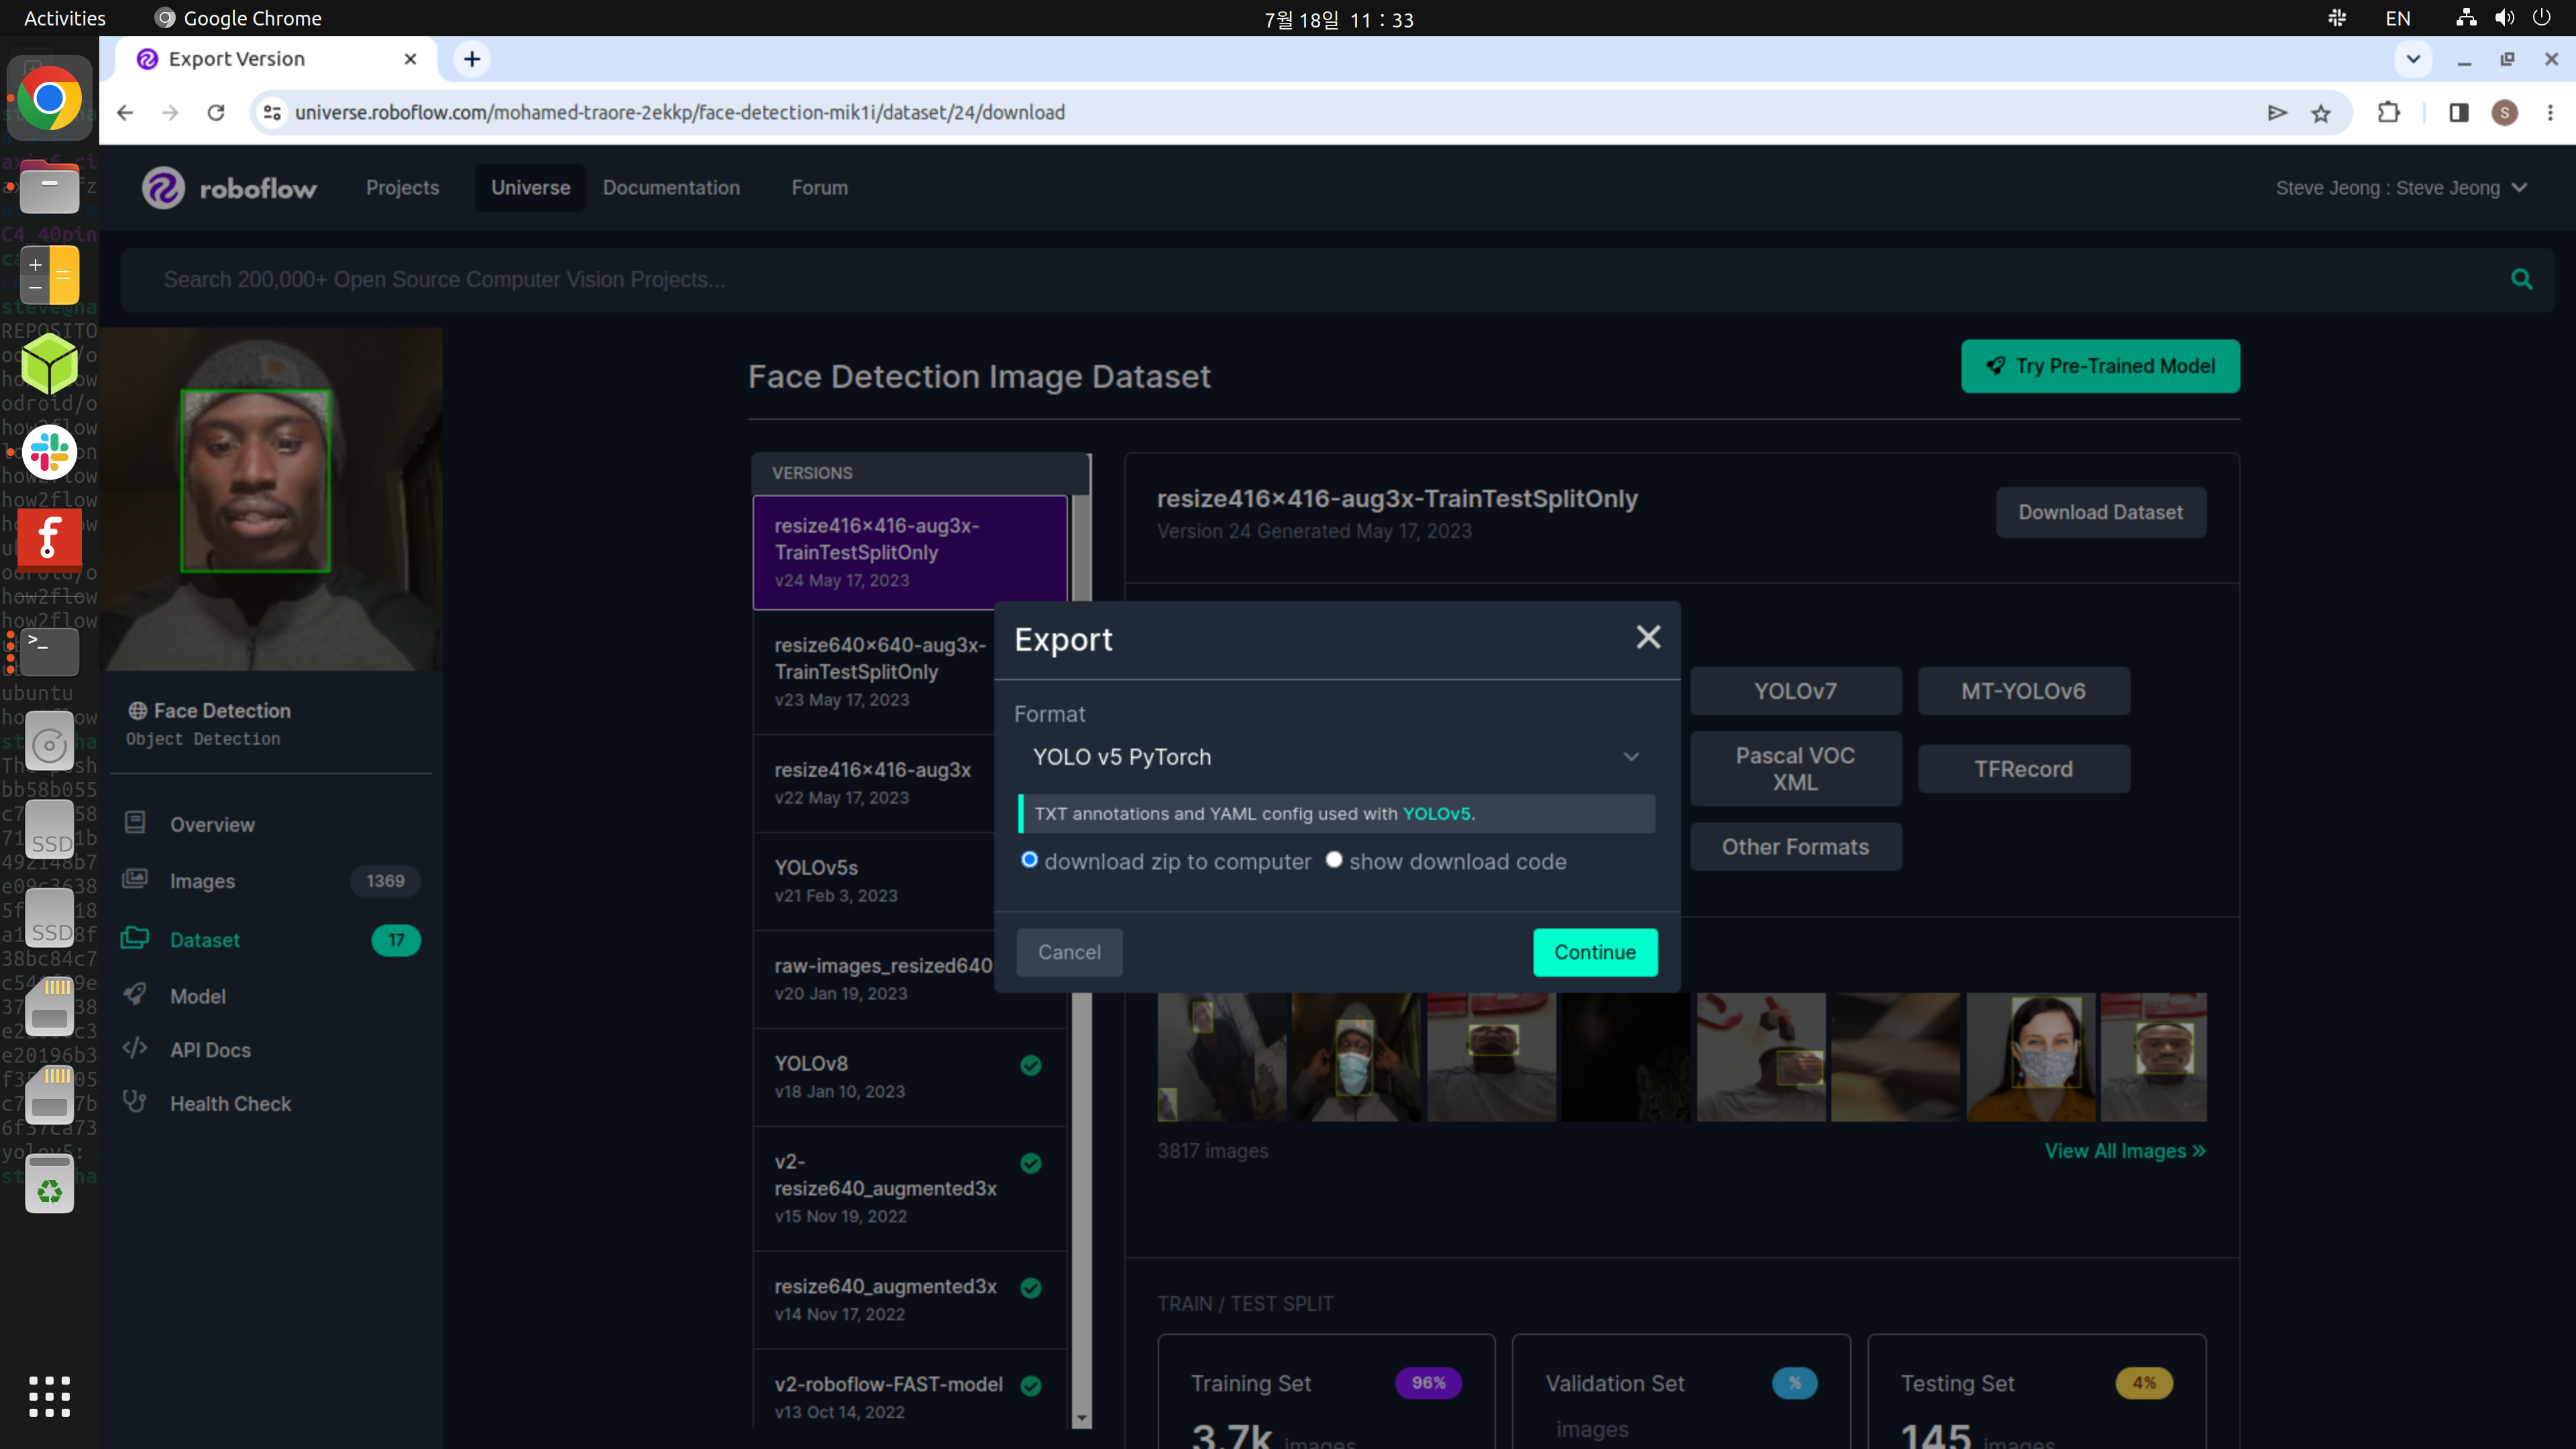 Activities
Google Chrome
7월 18일 11 : 33
EN
Export Version
universe.roboflow.com/mohamed-traore-2ekkp/face-detection-mik1i/dataset/24/download
S
roboflow
Projects
Universe
Documentation
Forum
Steve Jeong : Steve Jeong
Search 200,000+ Open Source Computer Vision Projects...
Face Detection
Object Detection
Overview
Images
1369
Dataset
17
Model
API Docs
Health Check
Face Detection Image Dataset
Try Pre-Trained Model
VERSIONS
resize416×416-aug3x-
TrainTestSplitOnly
v24 May 17, 2023
resize640×640-aug3x-
TrainTestSplitOnly
v23 May 17, 2023
resize416×416-aug3x
v22 May 17, 2023
YOLOv5s
v21 Feb 3, 2023
raw-images_resized640
v20 Jan 19, 2023
YOLOv8
v18 Jan 10, 2023
v2-
resize640_augmented3x
v15 Nov 19, 2022
resize640_augmented3x
v14 Nov 17, 2022
v2-roboflow-FAST-model
v13 Oct 14, 2022
resize416×416-aug3x-TrainTestSplitOnly
Version 24 Generated May 17, 2023
Download Dataset
Export
Format
YOLO v5 PyTorch
TXT annotations and YAML config used with YOLOv5.
download zip to computer
show download code
Cancel
Continue
YOLOv7
MT-YOLOv6
Pascal VOC
XML
TFRecord
Other Formats
3817 images
View All Images »
TRAIN / TEST SPLIT
Training Set
96%
3.7k images
Validation Set
%
images
Testing Set
4%
145 images
SSD
SSD